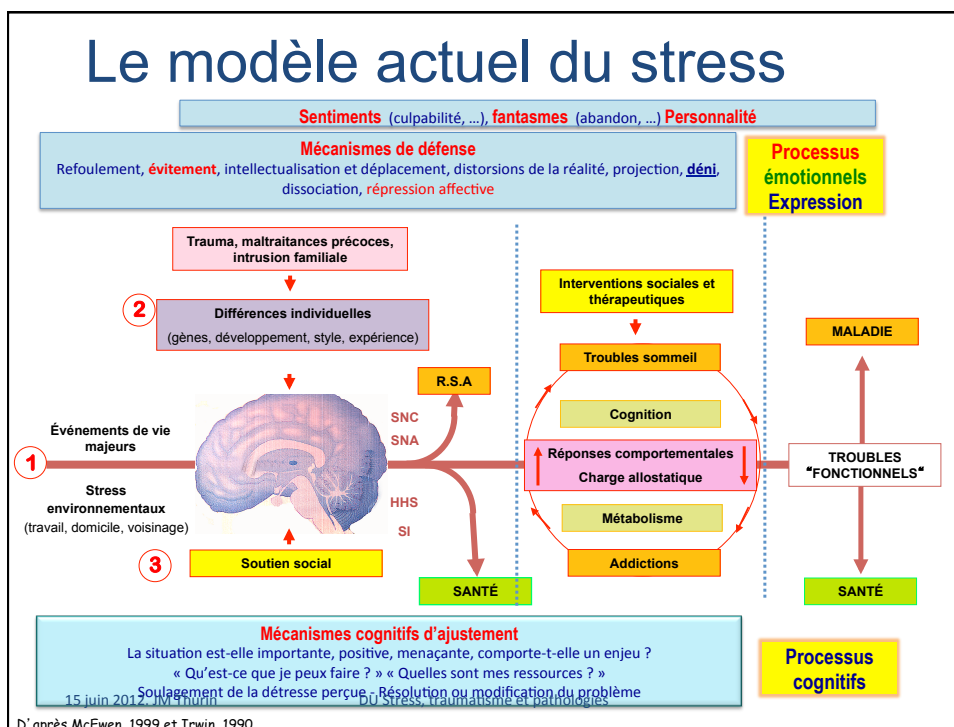 Le modèle actuel du stress
Sentiments (culpabilité, ...), fantasmes (abandon, ...) Personnalité
Mécanismes de défense
Refoulement, évitement, intellectualisation et déplacement, distorsions de la réalité, projection, déni,
dissociation, répression affective
Processus
émotionnels
Expression
Trauma, maltraitances précoces,
intrusion familiale
2
Différences individuelles
(gènes, développement, style, expérience)
Interventions sociales et
thérapeutiques
Troubles sommeil
MALADIE
R.S.A
SNC
SNA
Cognition
Événements de vie
majeurs
1
Réponses comportementales
Charge allostatique
TROUBLES
"FONCTIONNELS"
Stress
environnementaux
(travail, domicile, voisinage)
HHS
SI
Métabolisme
3
Soutien social
Addictions
SANTÉ
SANTÉ
Mécanismes cognitifs d'ajustement
La situation est-elle importante, positive, menaçante, comporte-t-elle un enjeu ?
« Qu'est-ce que je peux faire ? » « Quelles sont mes ressources ? »
Soulagement de la détresse perçue - Résolution ou modification du problème
Processus
cognitifs
15 juin 2012. JM Thurin
DU Stress, traumatisme et pathologies
D'après McEwen, 1999 et Irwin, 1990